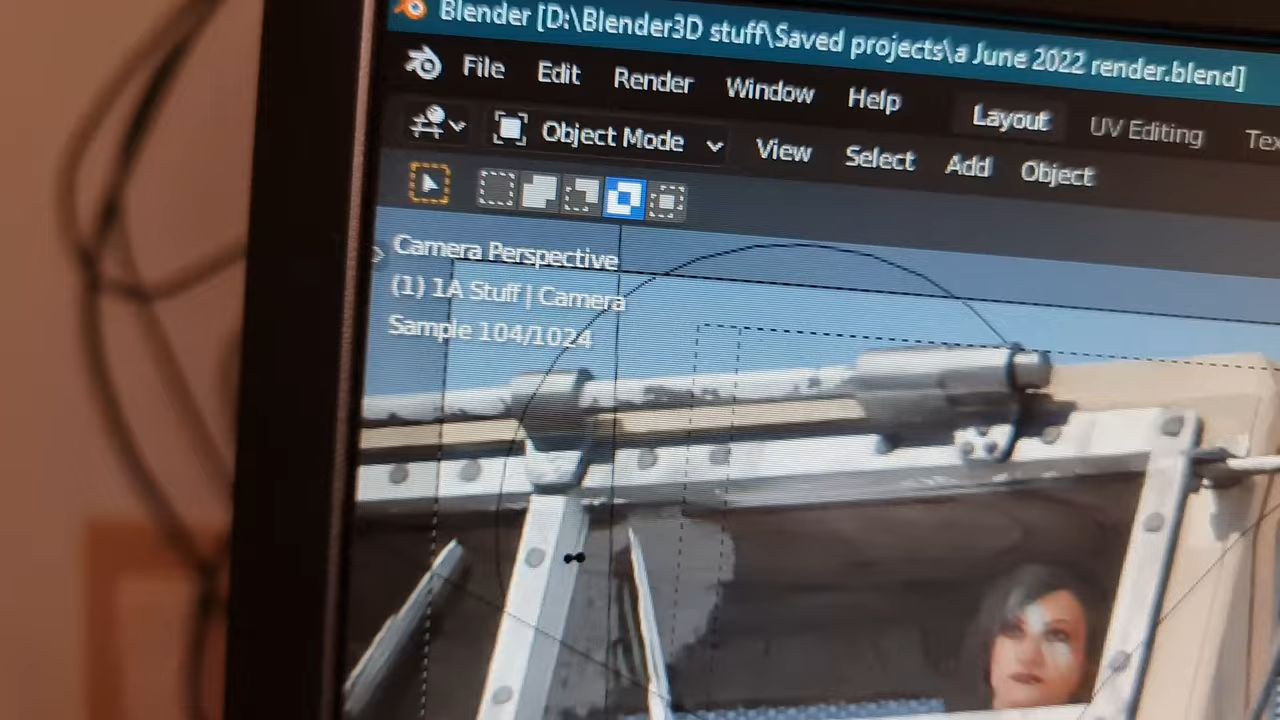 Blender [D:\Blender3D stuff\Saved projects\a June 2022 render.blend]
File Edit Render Window Help Layout UV Editing
Object Mode View Select Add Object
Camera Perspective
(1) 1A Stuff | Camera
Sample 104/1024